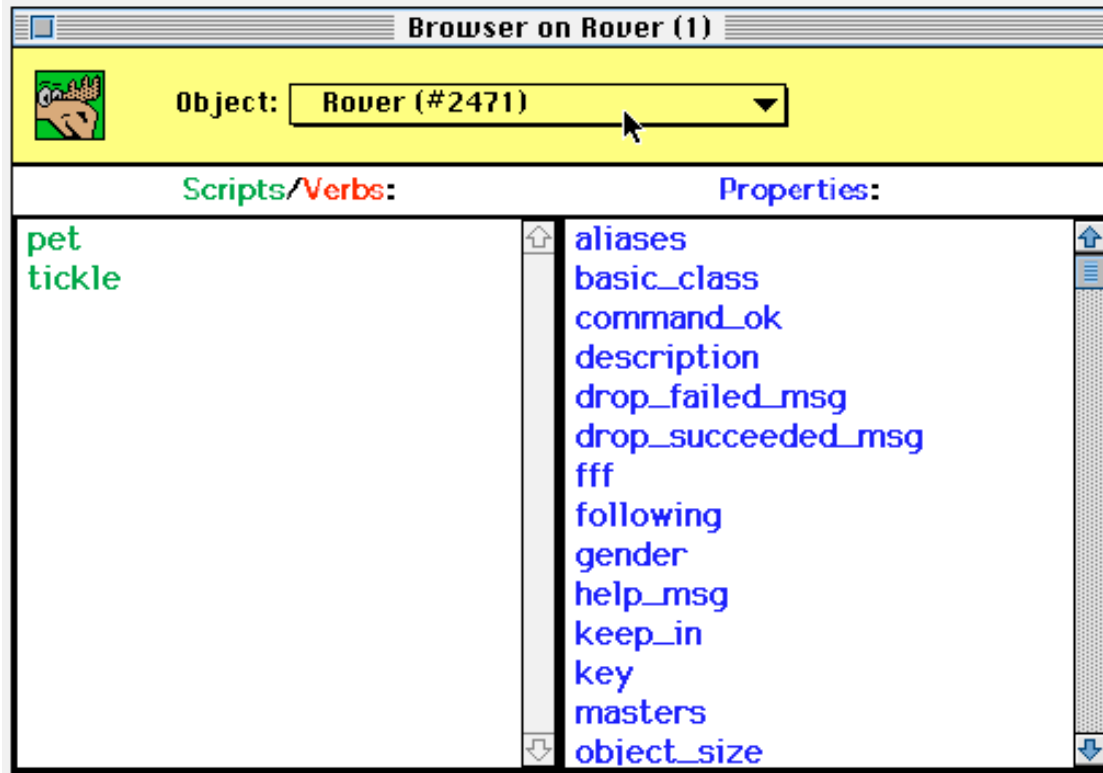 Browser on Rover (1)
Object: Rover (#2471)
Scripts/Verbs:
Properties:
pet
tickle
aliases
basic_class
command_ok
description
drop_failed_msg
drop_succeeded_msg
fff
following
gender
help_msg
keep_in
key
masters
object_size